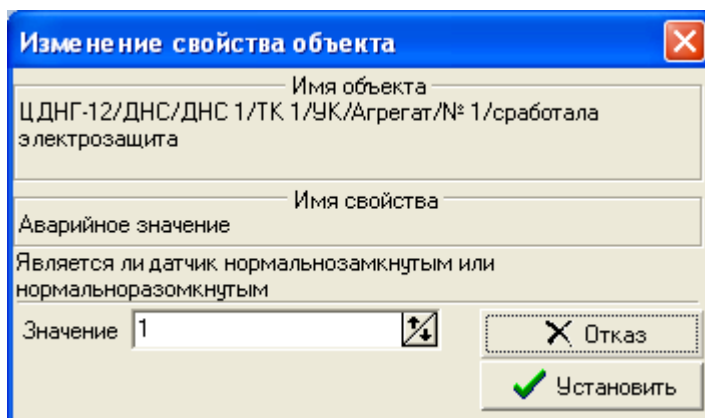 Изменение свойства объекта
Имя объекта
ЦДНГ-12/ДНС/ДНС 1/ТК 1/УК/Агрегат/№ 1/сработала
электрозащита
Имя свойства
Аварийное значение
Является ли датчик нормальнозамкнутым или
нормальноразомкнутым
Значение 1
Отказ
Установить